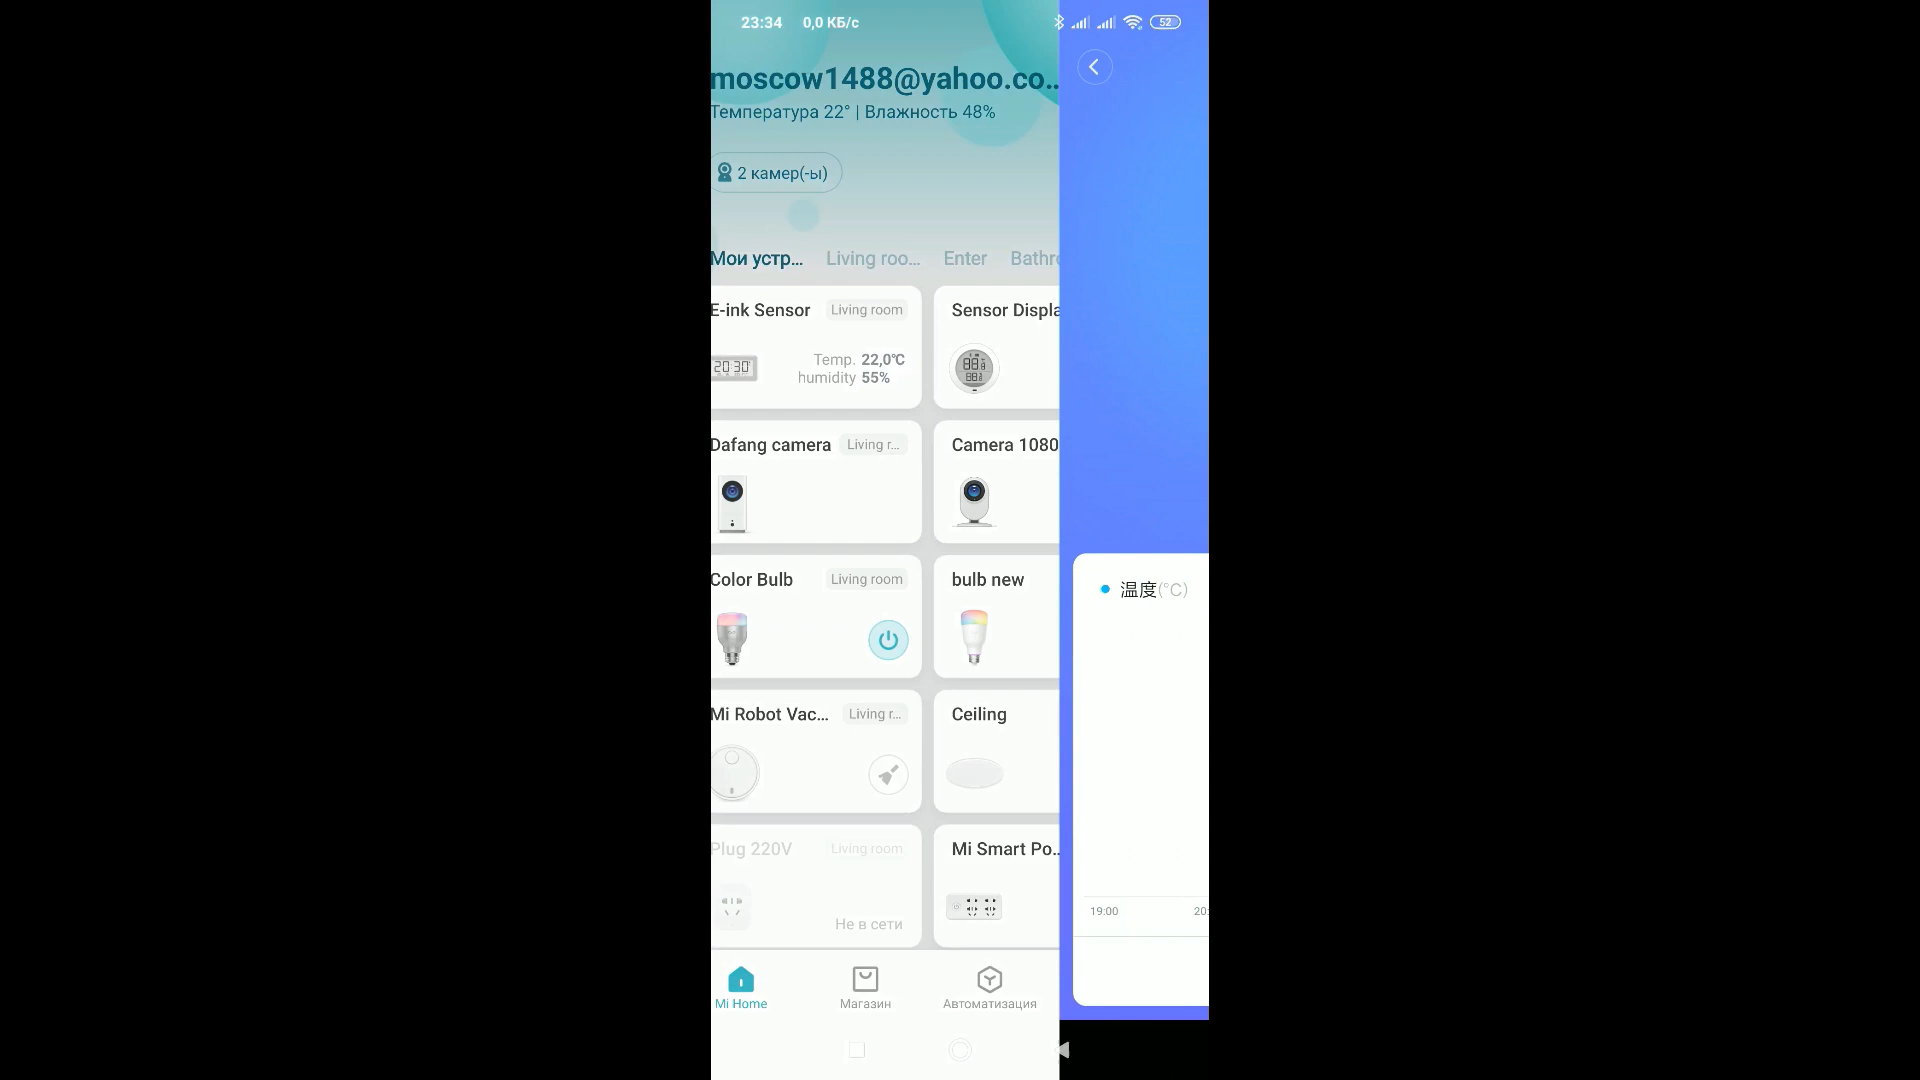 23:34 0,0 КБ/с 52
moscow1488@yahoo.co...
Температура 22° | Влажность 48%
2 камер(-ы)
Мои устр... Living roo... Enter Bathro
E-ink Sensor Living room
20:30
Temp. 22,0℃
humidity 55%
Sensor Displa
Dafang camera Living r...
Camera 1080
Color Bulb Living room
bulb new
Mi Robot Vac... Living r...
Ceiling
Plug 220V Living room
Не в сети
Mi Smart Po...
Mi Home Магазин Автоматизация
温度(°C)
19:00 20: